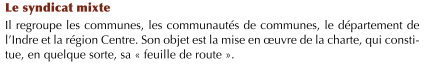 Le syndicat mixte
Il regroupe les communes, les communautés de communes, le département de
l'Indre et la région Centre. Son objet est la mise en œuvre de la charte, qui consti-
tue, en quelque sorte, sa « feuille de route ».